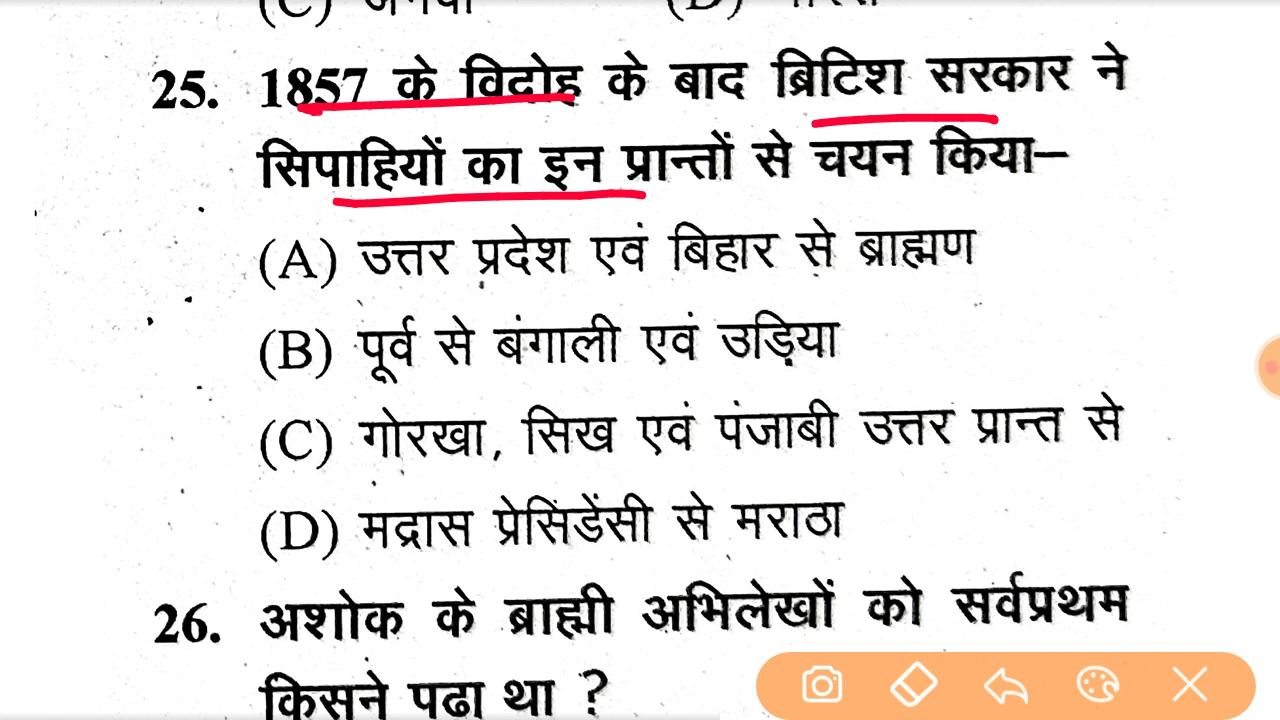 (C) (D)
25. 1857 के विद्रोह के बाद ब्रिटिश सरकार ने
सिपाहियों का इन प्रान्तों से चयन किया–
(A) उत्तर प्रदेश एवं बिहार से ब्राह्मण
(B) पूर्व से बंगाली एवं उड़िया
(C) गोरखा, सिख एवं पंजाबी उत्तर प्रान्त से
(D) मद्रास प्रेसिडेंसी से मराठा
26. अशोक के ब्राह्मी अभिलेखों को सर्वप्रथम
किसने पढा था ?